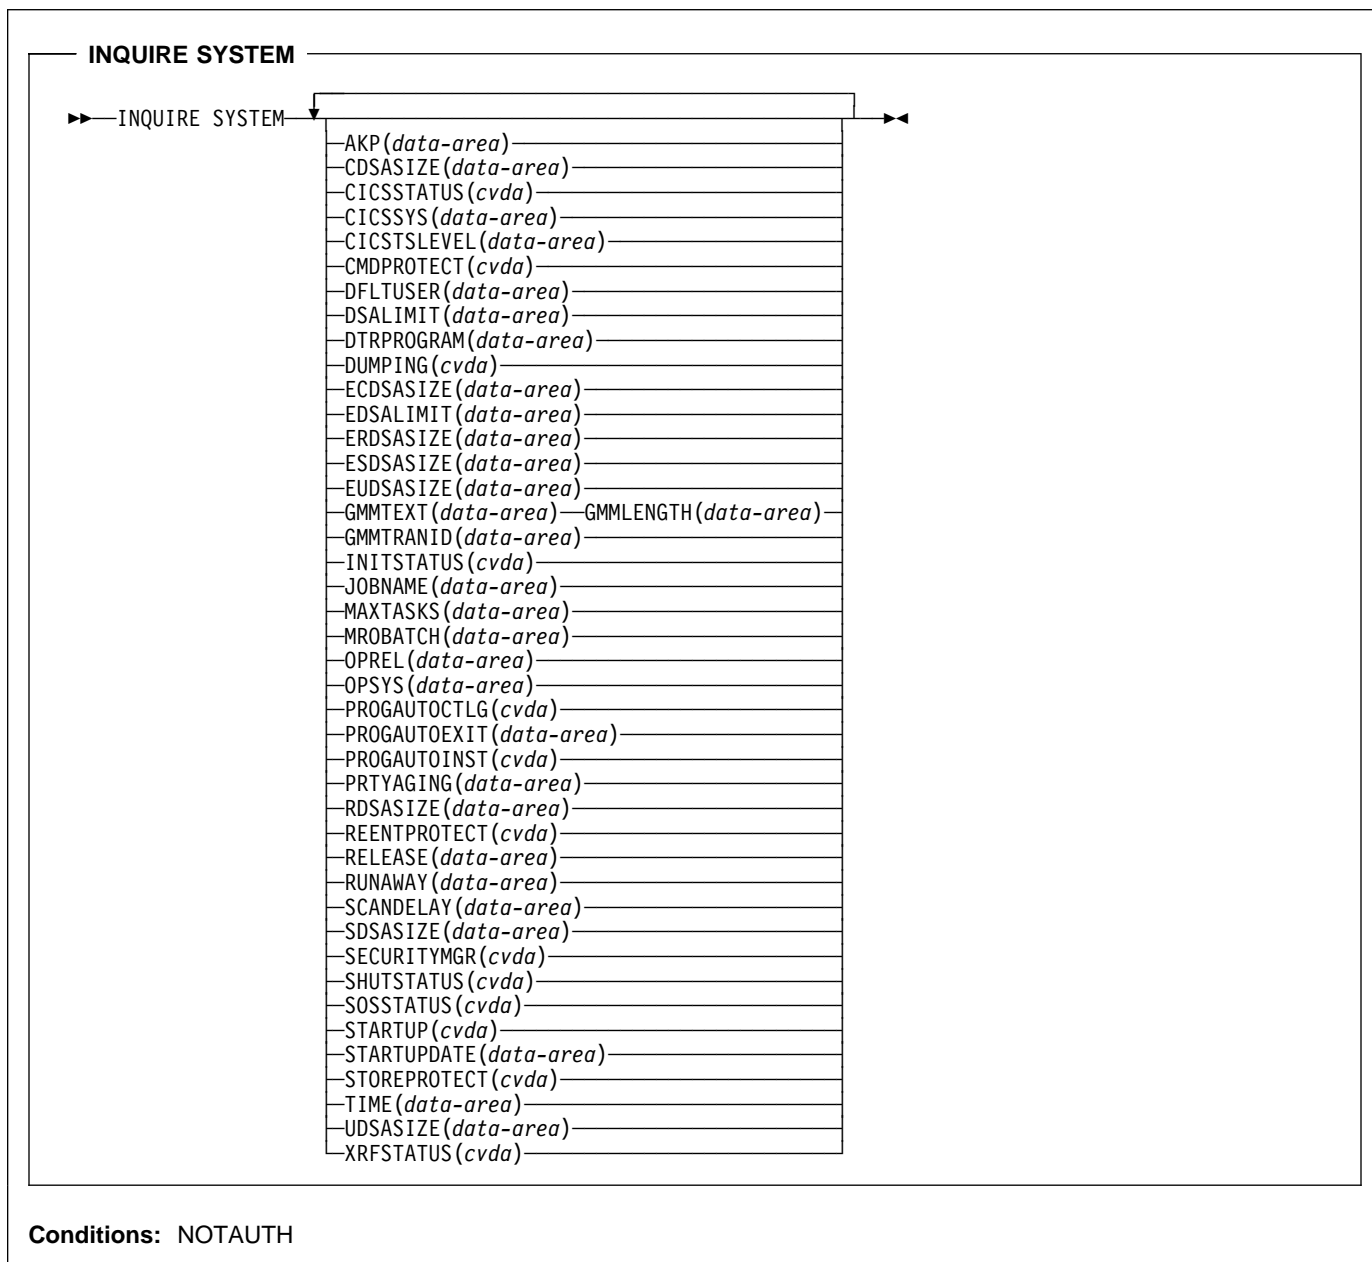 INQUIRE SYSTEM
INQUIRE SYSTEM
AKP(data-area)
CDSASIZE(data-area)
CICSSTATUS(cvda)
CICSSYS(data-area)
CICSTSLEVEL(data-area)
CMDPROTECT(cvda)
DFLTUSER(data-area)
DSALIMIT(data-area)
DTRPROGRAM(data-area)
DUMPING(cvda)
ECDSASIZE(data-area)
EDSALIMIT(data-area)
ERDSASIZE(data-area)
ESDSASIZE(data-area)
EUDSASIZE(data-area)
GMMTEXT(data-area) GMMLENGTH(data-area)
GMMTRANID(data-area)
INITSTATUS(cvda)
JOBNAME(data-area)
MAXTASKS(data-area)
MROBATCH(data-area)
OPREL(data-area)
OPSYS(data-area)
PROGAUTOCTLG(cvda)
PROGAUTOEXIT(data-area)
PROGAUTOINST(cvda)
PRTYAGING(data-area)
RDSASIZE(data-area)
REENTPROTECT(cvda)
RELEASE(data-area)
RUNAWAY(data-area)
SCANDELAY(data-area)
SDSASIZE(data-area)
SECURITYMGR(cvda)
SHUTSTATUS(cvda)
SOSSTATUS(cvda)
STARTUP(cvda)
STARTUPDATE(data-area)
STOREPROTECT(cvda)
TIME(data-area)
UDSASIZE(data-area)
XRFSTATUS(cvda)
Conditions: NOTAUTH